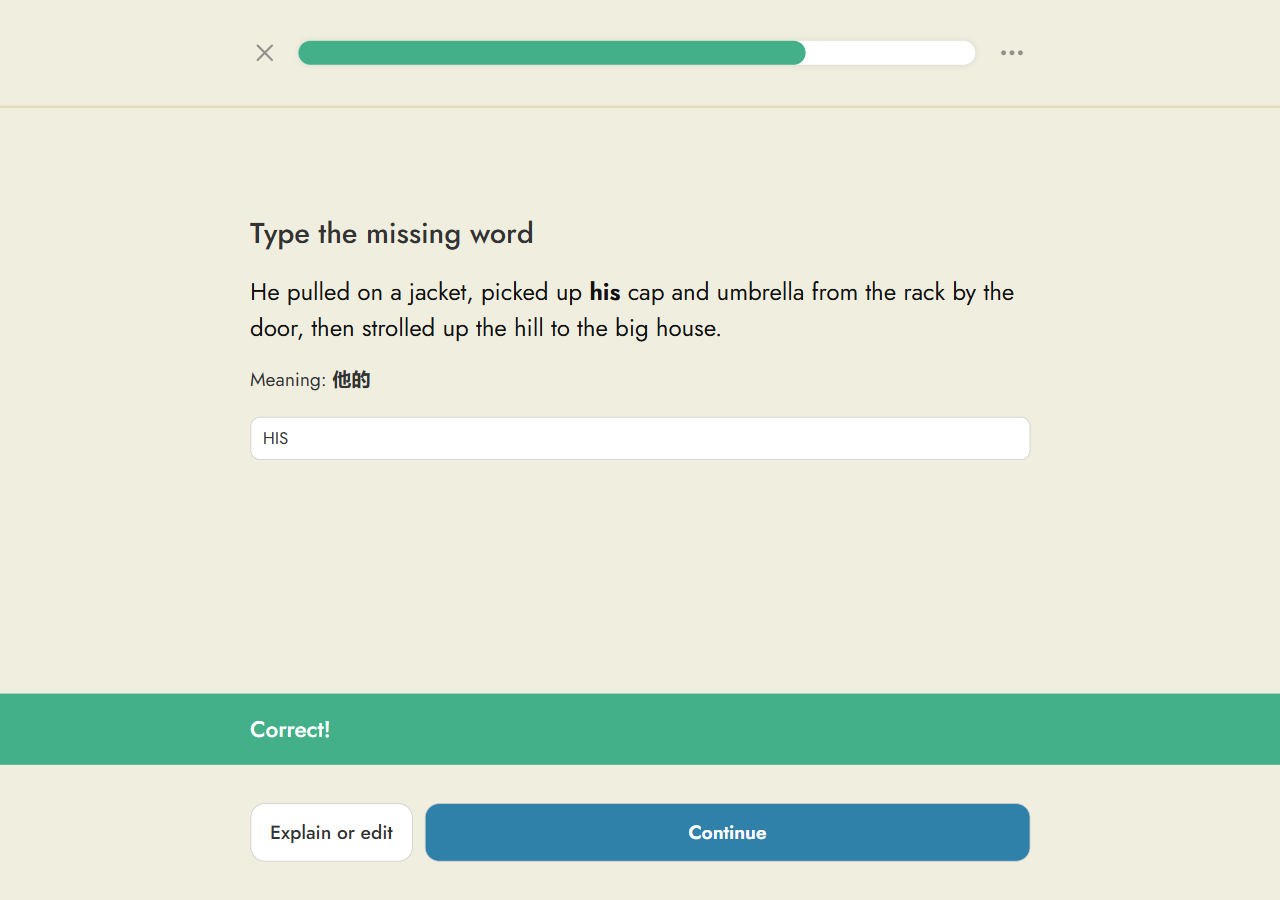 Type the missing word
He pulled on a jacket, picked up his cap and umbrella from the rack by the
door, then strolled up the hill to the big house.
Meaning: 他的
HIS
Correct!
Explain or edit
Continue